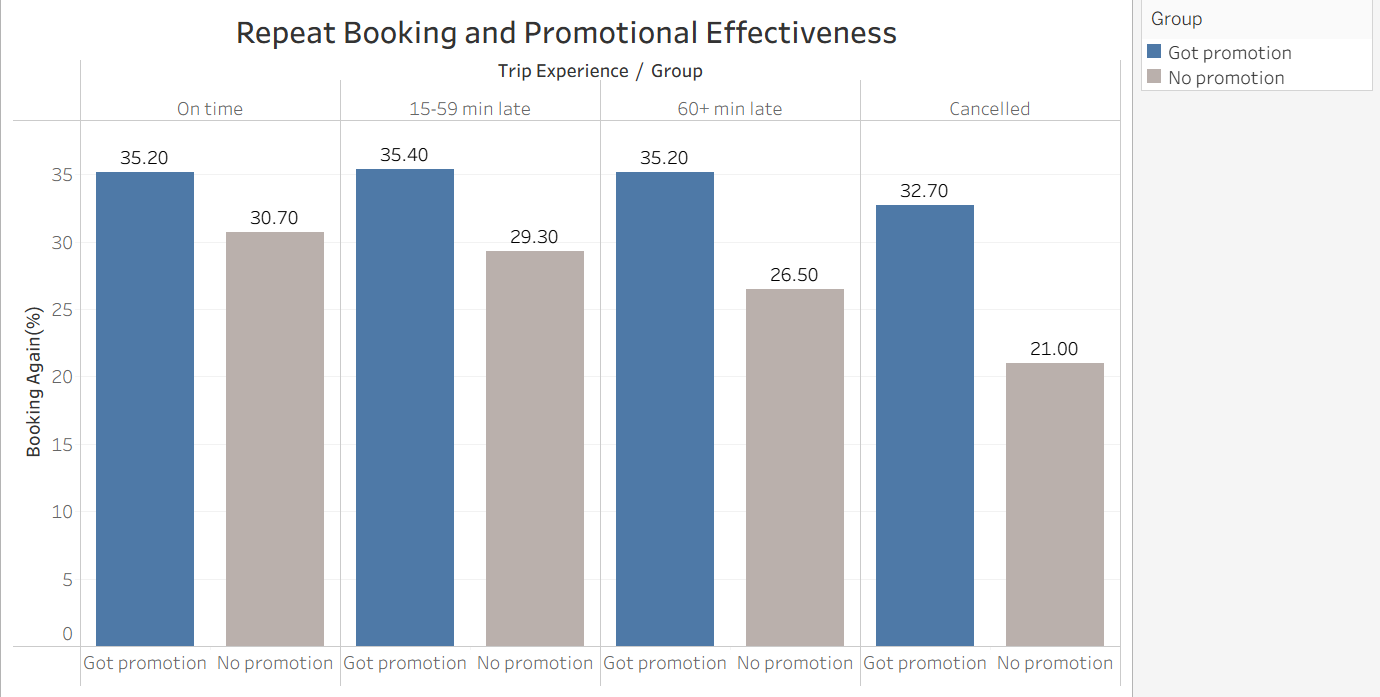 Repeat Booking and Promotional Effectiveness
Trip Experience / Group
On time
15-59 min late
60+ min late
Cancelled
35.20
30.70
35.40
29.30
35.20
26.50
32.70
21.00
Booking Again(%)
35
30
25
20
15
10
5
0
Got promotion
No promotion
Got promotion
No promotion
Got promotion
No promotion
Got promotion
No promotion
Group
Got promotion
No promotion